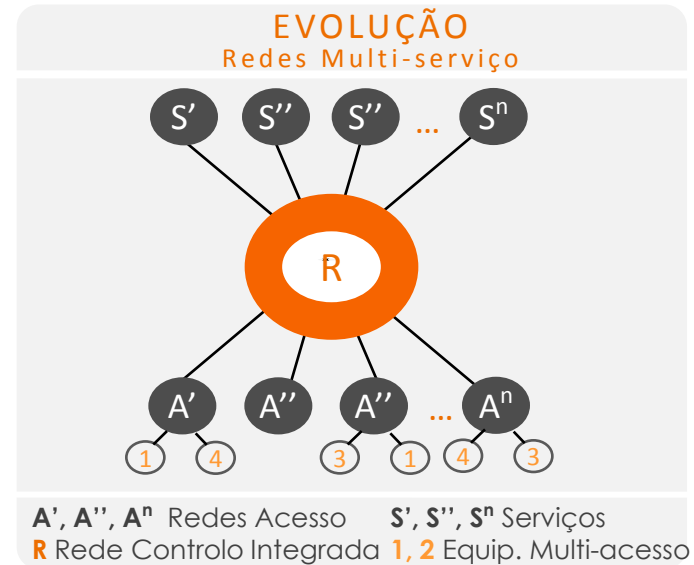 EVOLUÇÃO
Redes Multi-serviço
S' S'' S'' ... Sⁿ
R
A' A'' A'' ... Aⁿ
1 4 3 1 4 3
A', A'', Aⁿ Redes Acesso S', S'', Sⁿ Serviços
R Rede Controlo Integrada 1, 2 Equip. Multi-acesso